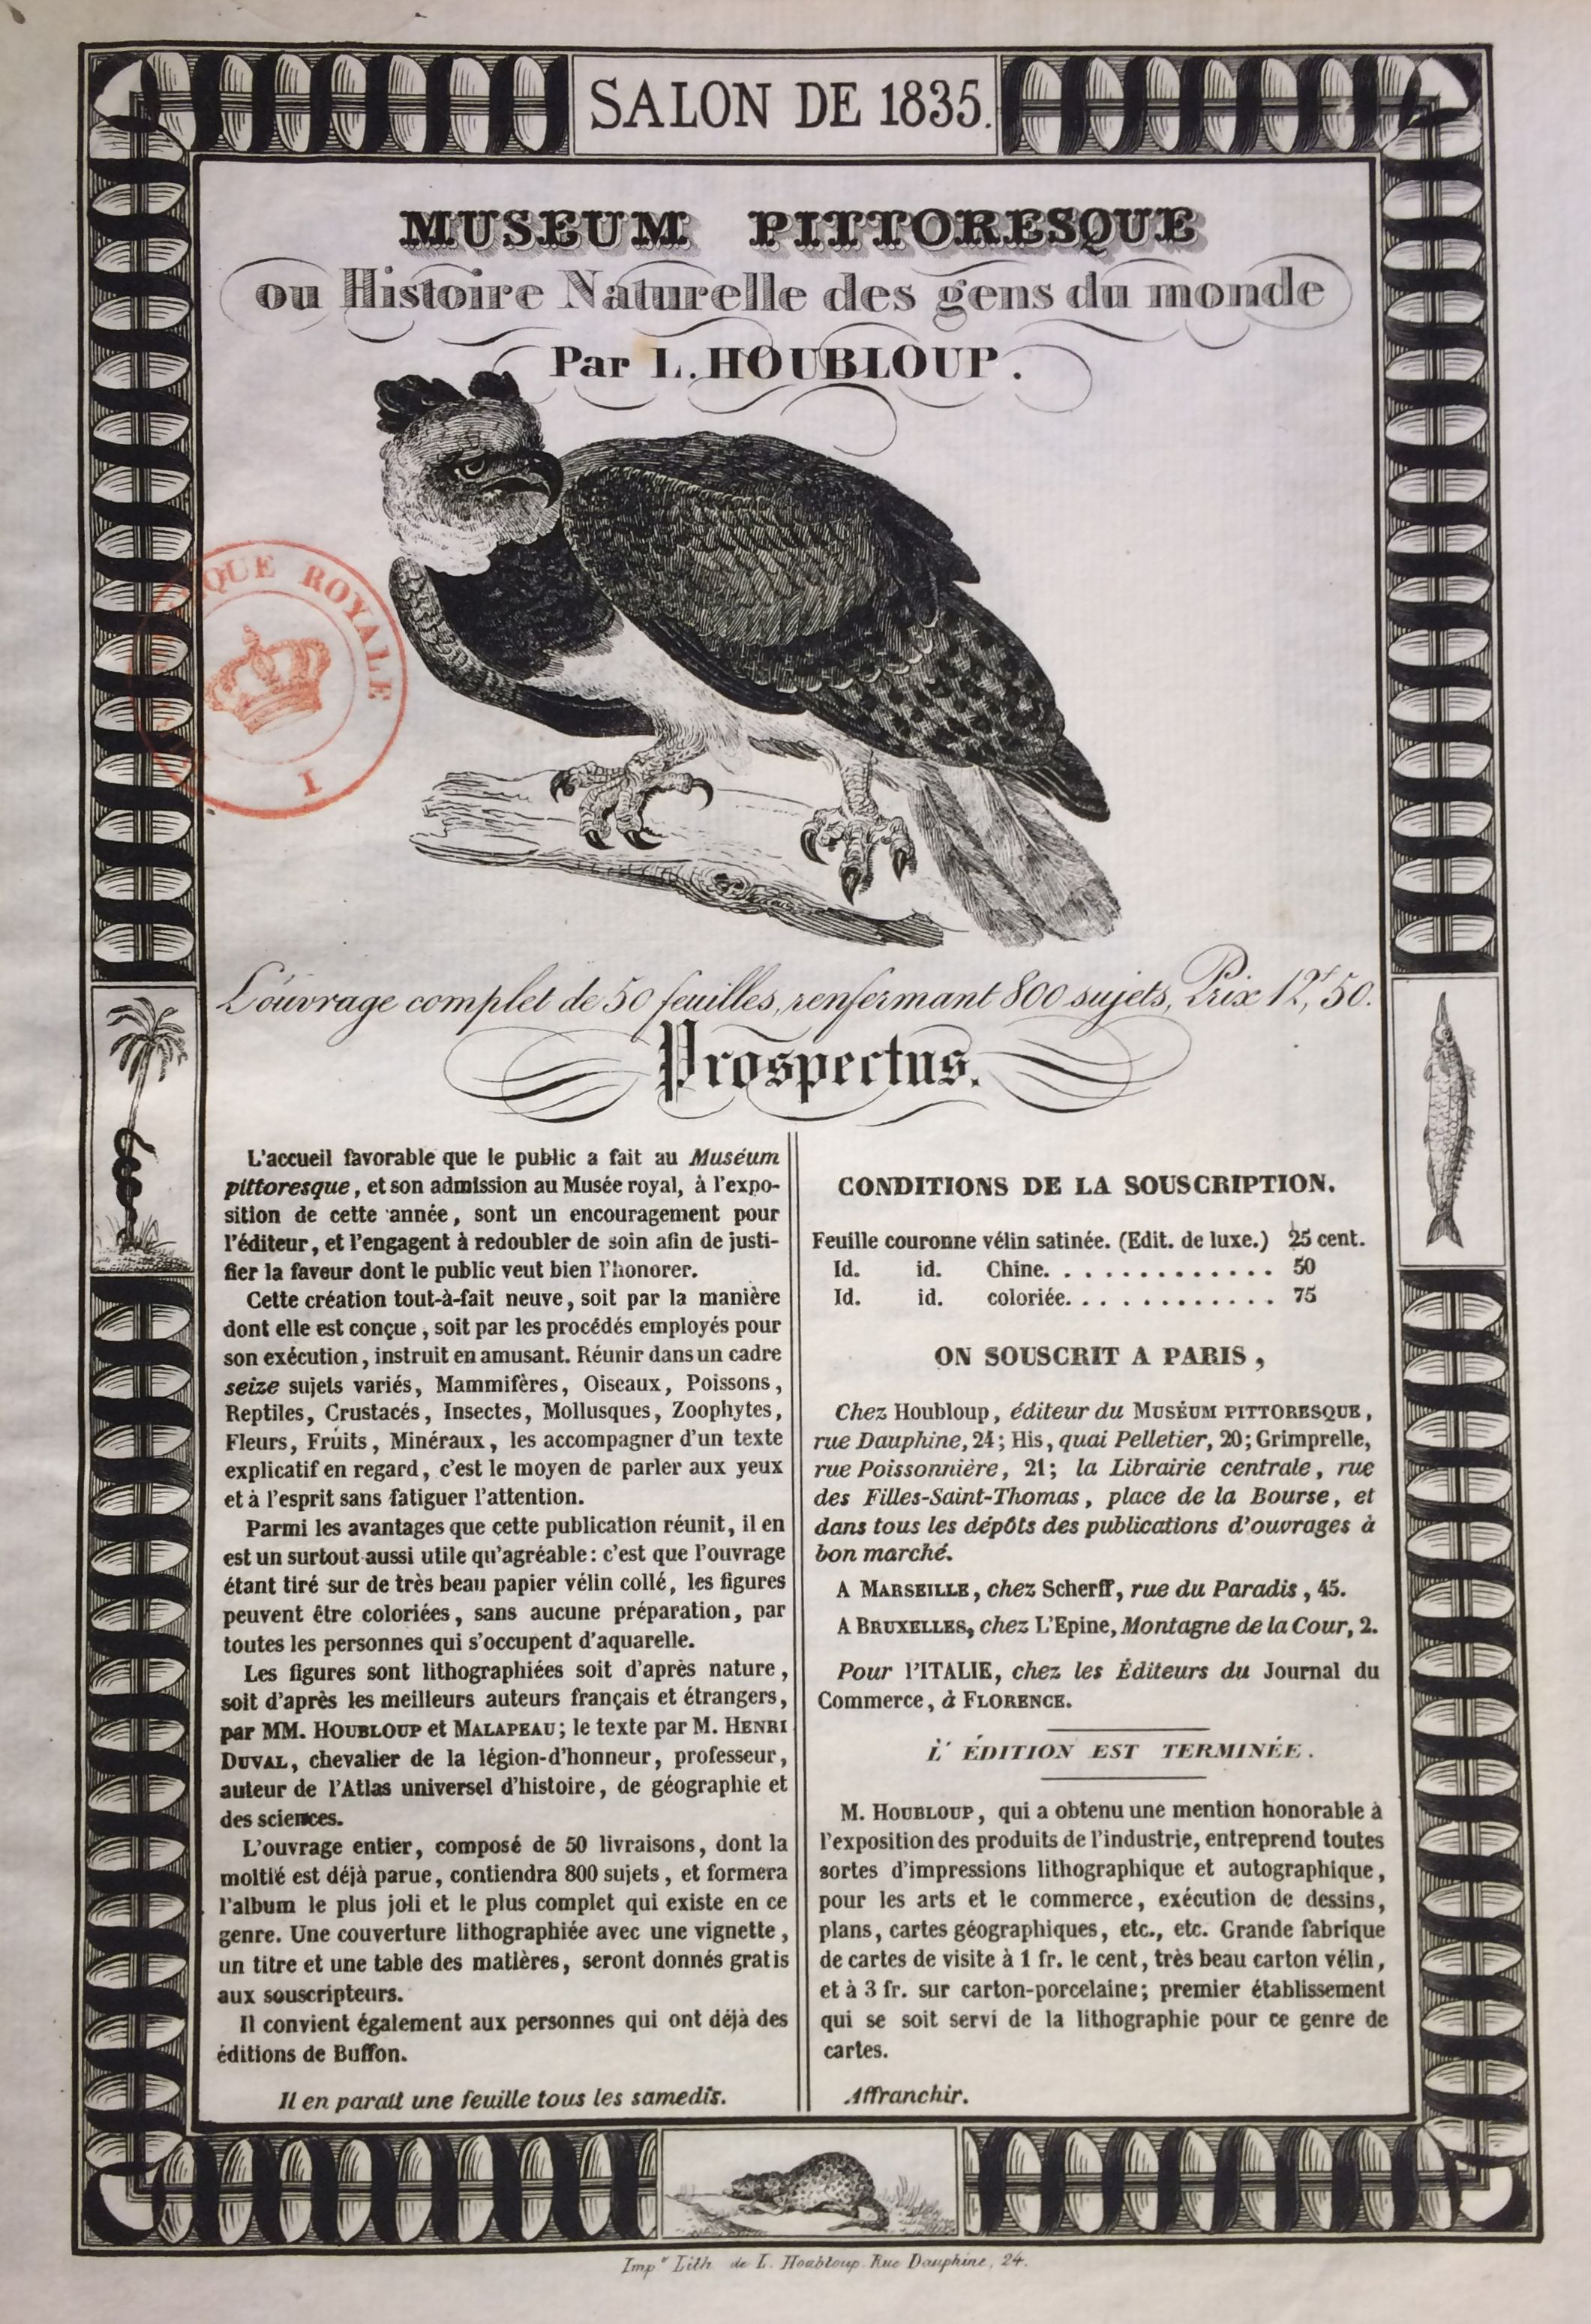 SALON DE 1835.
MUSEUM PITTORESQUE
ou Histoire Naturelle des gens du monde
Par L. HOUBLOUP.
QUE ROYALE
I
L'ouvrage complet de 50 feuilles, renfermant 800 sujets, Prix 12,f 50.
Prospectus.
L'accueil favorable que le public a fait au Muséum
pittoresque, et son admission au Musée royal, à l'expo-
sition de cette année, sont un encouragement pour
l'éditeur, et l'engagent à redoubler de soin afin de justi-
fier la faveur dont le public veut bien l'honorer.
Cette création tout-à-fait neuve, soit par la manière
dont elle est conçue, soit par les procédés employés pour
son exécution, instruit en amusant. Réunir dans un cadre
seize sujets variés, Mammifères, Oiseaux, Poissons,
Reptiles, Crustacés, Insectes, Mollusques, Zoophytes,
Fleurs, Fruits, Minéraux, les accompagner d'un texte
explicatif en regard, c'est le moyen de parler aux yeux
et à l'esprit sans fatiguer l'attention.
Parmi les avantages que cette publication réunit, il en
est un surtout aussi utile qu'agréable: c'est que l'ouvrage
étant tiré sur de très beau papier vélin collé, les figures
peuvent être coloriées, sans aucune préparation, par
toutes les personnes qui s'occupent d'aquarelle.
Les figures sont lithographiées soit d'après nature,
soit d'après les meilleurs auteurs français et étrangers,
par MM. HOUBLOUP et MALAPEAU; le texte par M. HENRI
DUVAL, chevalier de la légion-d'honneur, professeur,
auteur de l'Atlas universel d'histoire, de géographie et
des sciences.
L'ouvrage entier, composé de 50 livraisons, dont la
moitié est déjà parue, contiendra 800 sujets, et formera
l'album le plus joli et le plus complet qui existe en ce
genre. Une couverture lithographiée avec une vignette,
un titre et une table des matières, seront donnés gratis
aux souscripteurs.
Il convient également aux personnes qui ont déjà des
éditions de Buffon.
Il en paraît une feuille tous les samedis.
CONDITIONS DE LA SOUSCRIPTION.
Feuille couronne vélin satinée. (Edit. de luxe.) 25 cent.
Id. id. Chine. . . . . . . . . . . . . 50
Id. id. coloriée. . . . . . . . . . . . 75
ON SOUSCRIT A PARIS,
Chez Houbloup, éditeur du MUSÉUM PITTORESQUE,
rue Dauphine, 24; His, quai Pelletier, 20; Grimprelle,
rue Poissonnière, 21; la Librairie centrale, rue
des Filles-Saint-Thomas, place de la Bourse, et
dans tous les dépôts des publications d'ouvrages à
bon marché.
A MARSEILLE, chez Scherff, rue du Paradis, 45.
A BRUXELLES, chez L'Epine, Montagne de la Cour, 2.
Pour l'ITALIE, chez les Éditeurs du Journal du
Commerce, à FLORENCE.
L'ÉDITION EST TERMINÉE.
M. HOUBLOUP, qui a obtenu une mention honorable à
l'exposition des produits de l'industrie, entreprend toutes
sortes d'impressions lithographique et autographique,
pour les arts et le commerce, exécution de dessins,
plans, cartes géographiques, etc., etc. Grande fabrique
de cartes de visite à 1 fr. le cent, très beau carton vélin,
et à 3 fr. sur carton-porcelaine; premier établissement
qui se soit servi de la lithographie pour ce genre de
cartes.
Affranchir.
Imp.ie Lith. de L. Houbloup. Rue Dauphine, 24.